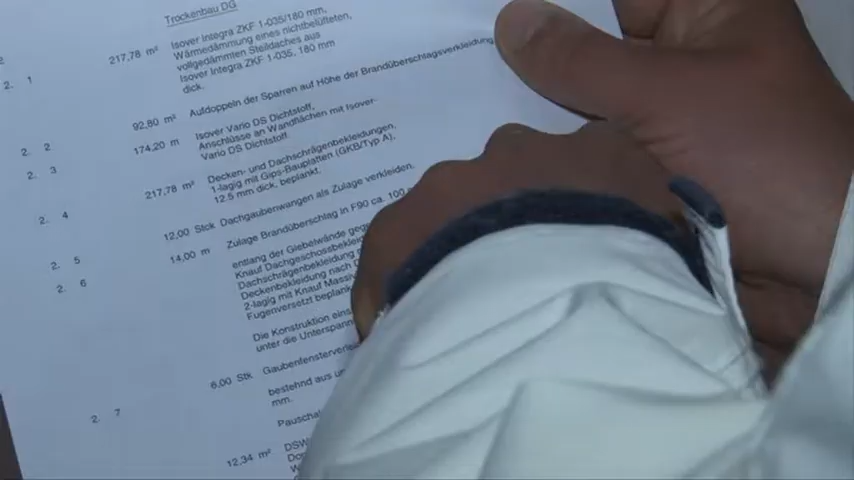 Trockenbau DG
2. 1 217,78 m² Isover Integra ZKF 1-035/180 mm,
Wärmedämmung eines nichtbelüfteten,
vollgedämmten Steildaches aus
Isover Integra ZKF 1-035, 180 mm
dick.
2. 2 92,80 m² Aufdoppeln der Sparren auf Höhe der Brandüberschlagsverkleidung
2. 3 174,20 m Isover Vario DS Dichtstoff,
Anschlüsse an Wandflächen mit Isover-
Vario DS Dichtstoff.
2. 4 217,78 m² Decken- und Dachschrägenbekleidungen,
1-lagig mit Gips-Bauplatten (GKB/Typ A),
12,5 mm dick, beplankt.
2. 5 12,00 Stck Dachgaubenwangen als Zulage verkleiden.
2. 6 14,00 m Zulage Brandüberschlag in F90 ca. 100
entlang der Giebelwände
Knauf Dachgeschossbekle
Dachschrägenbekleidung
Deckenbekleidung nach
2-lagig mit Knauf Massi
Fugenversetzt beplank
Die Konstruktion eins
unter die Unterspann
2. 7 6,00 Stk Gaubenfensterverle
bestehnd aus
mm.
Pauschal
12,34 m² DSW